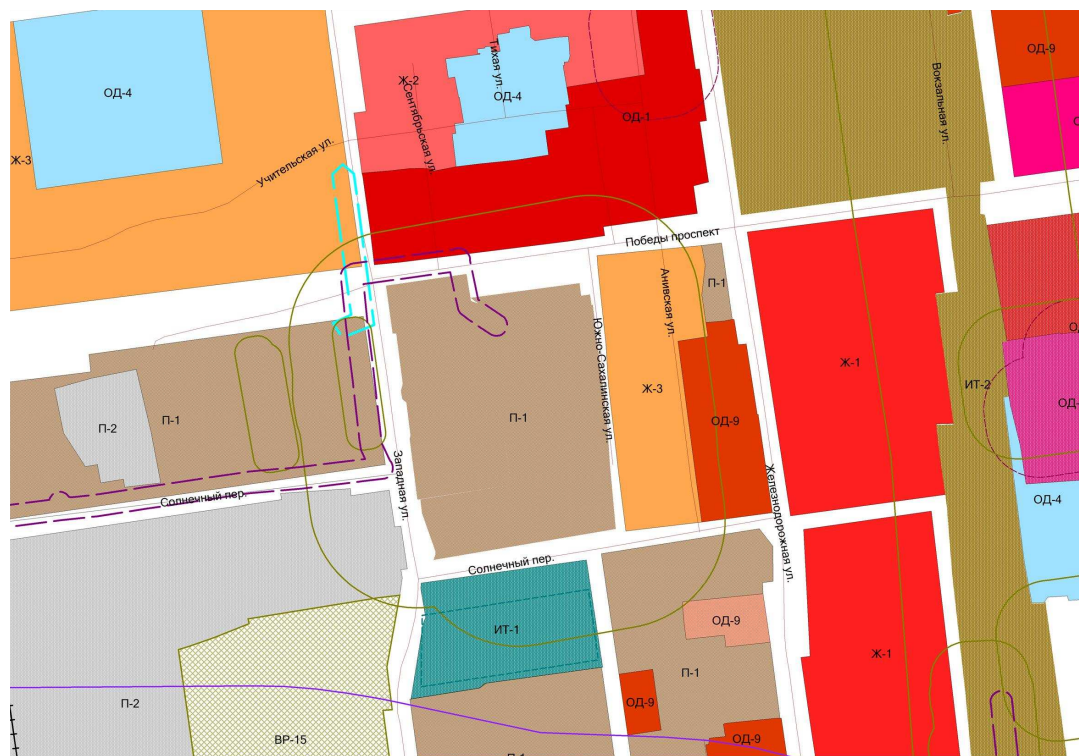 ОД-9
ОД-4
Тихая ул.
Ж-2
ОД-4
Сентябрьская ул.
ОД-1
Вокзальная ул.
Ж-3
Учительская ул.
Победы проспект
П-1
Анивская ул.
Южно-Сахалинская ул.
Ж-1
ИТ-2
Ж-3
П-1
П-1
П-2
ОД-9
Западная ул.
Железнодорожная ул.
Солнечный пер.
ОД-4
Солнечный пер.
ИТ-1
ОД-9
Ж-1
П-1
П-2
ОД-9
ВР-15
ОД-9
П-1